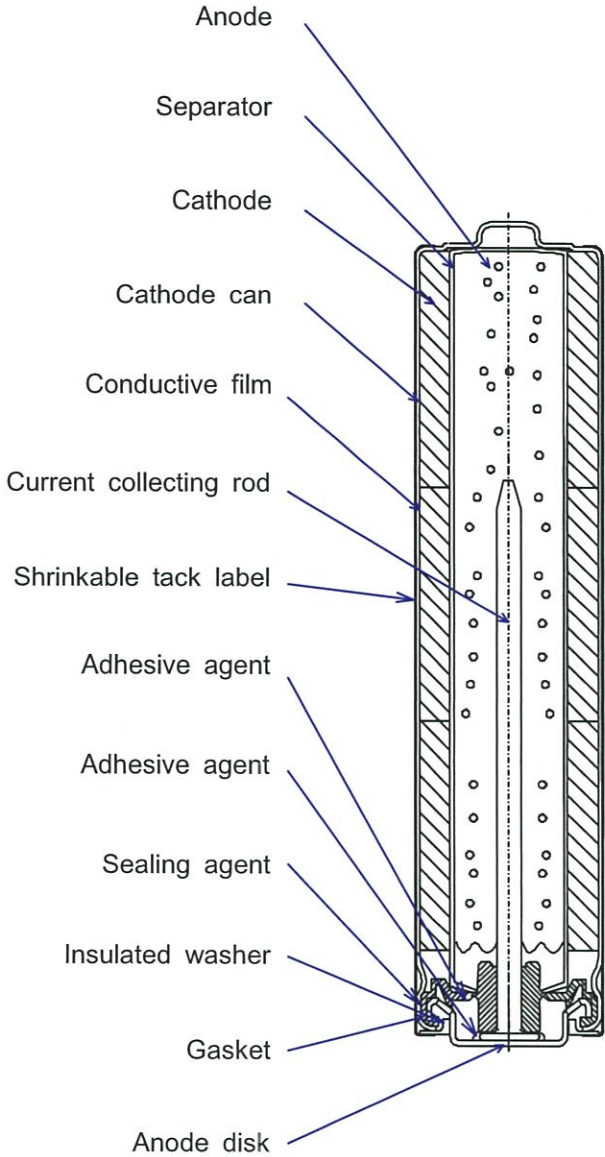 Anode
Separator
Cathode
Cathode can
Conductive film
Current collecting rod
Shrinkable tack label
Adhesive agent
Adhesive agent
Sealing agent
Insulated washer
Gasket
Anode disk